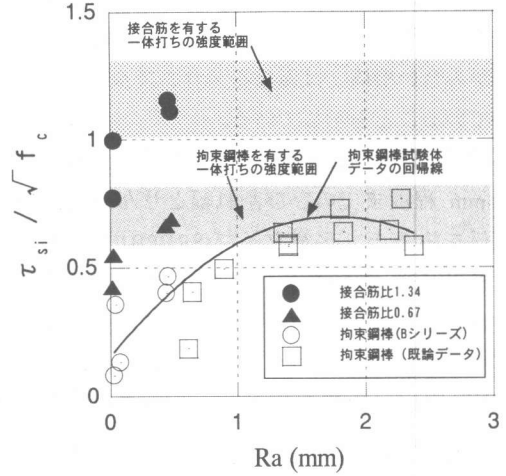 1.5
接合筋を有する
一体打ちの強度範囲
1
拘束鋼棒を有する
一体打ちの強度範囲
拘束鋼棒試験体
データの回帰線
τsi / √fc
0.5
接合筋比1.34
接合筋比0.67
拘束鋼棒(Bシリーズ)
拘束鋼棒（既論データ）
0
0 1 2 3
Ra (mm)